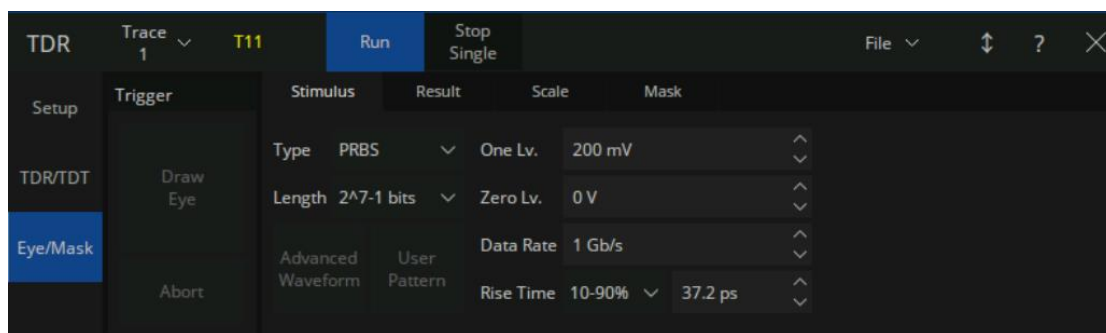 TDR
Trace
1
T11
Run
Stop
Single
File
?
Setup
TDR/TDT
Eye/Mask
Trigger
Draw
Eye
Abort
Stimulus Result Scale Mask
Type PRBS One Lv. 200 mV
Length 2^7-1 bits Zero Lv. 0 V
Advanced
Waveform
User
Pattern
Data Rate 1 Gb/s
Rise Time 10-90% 37.2 ps